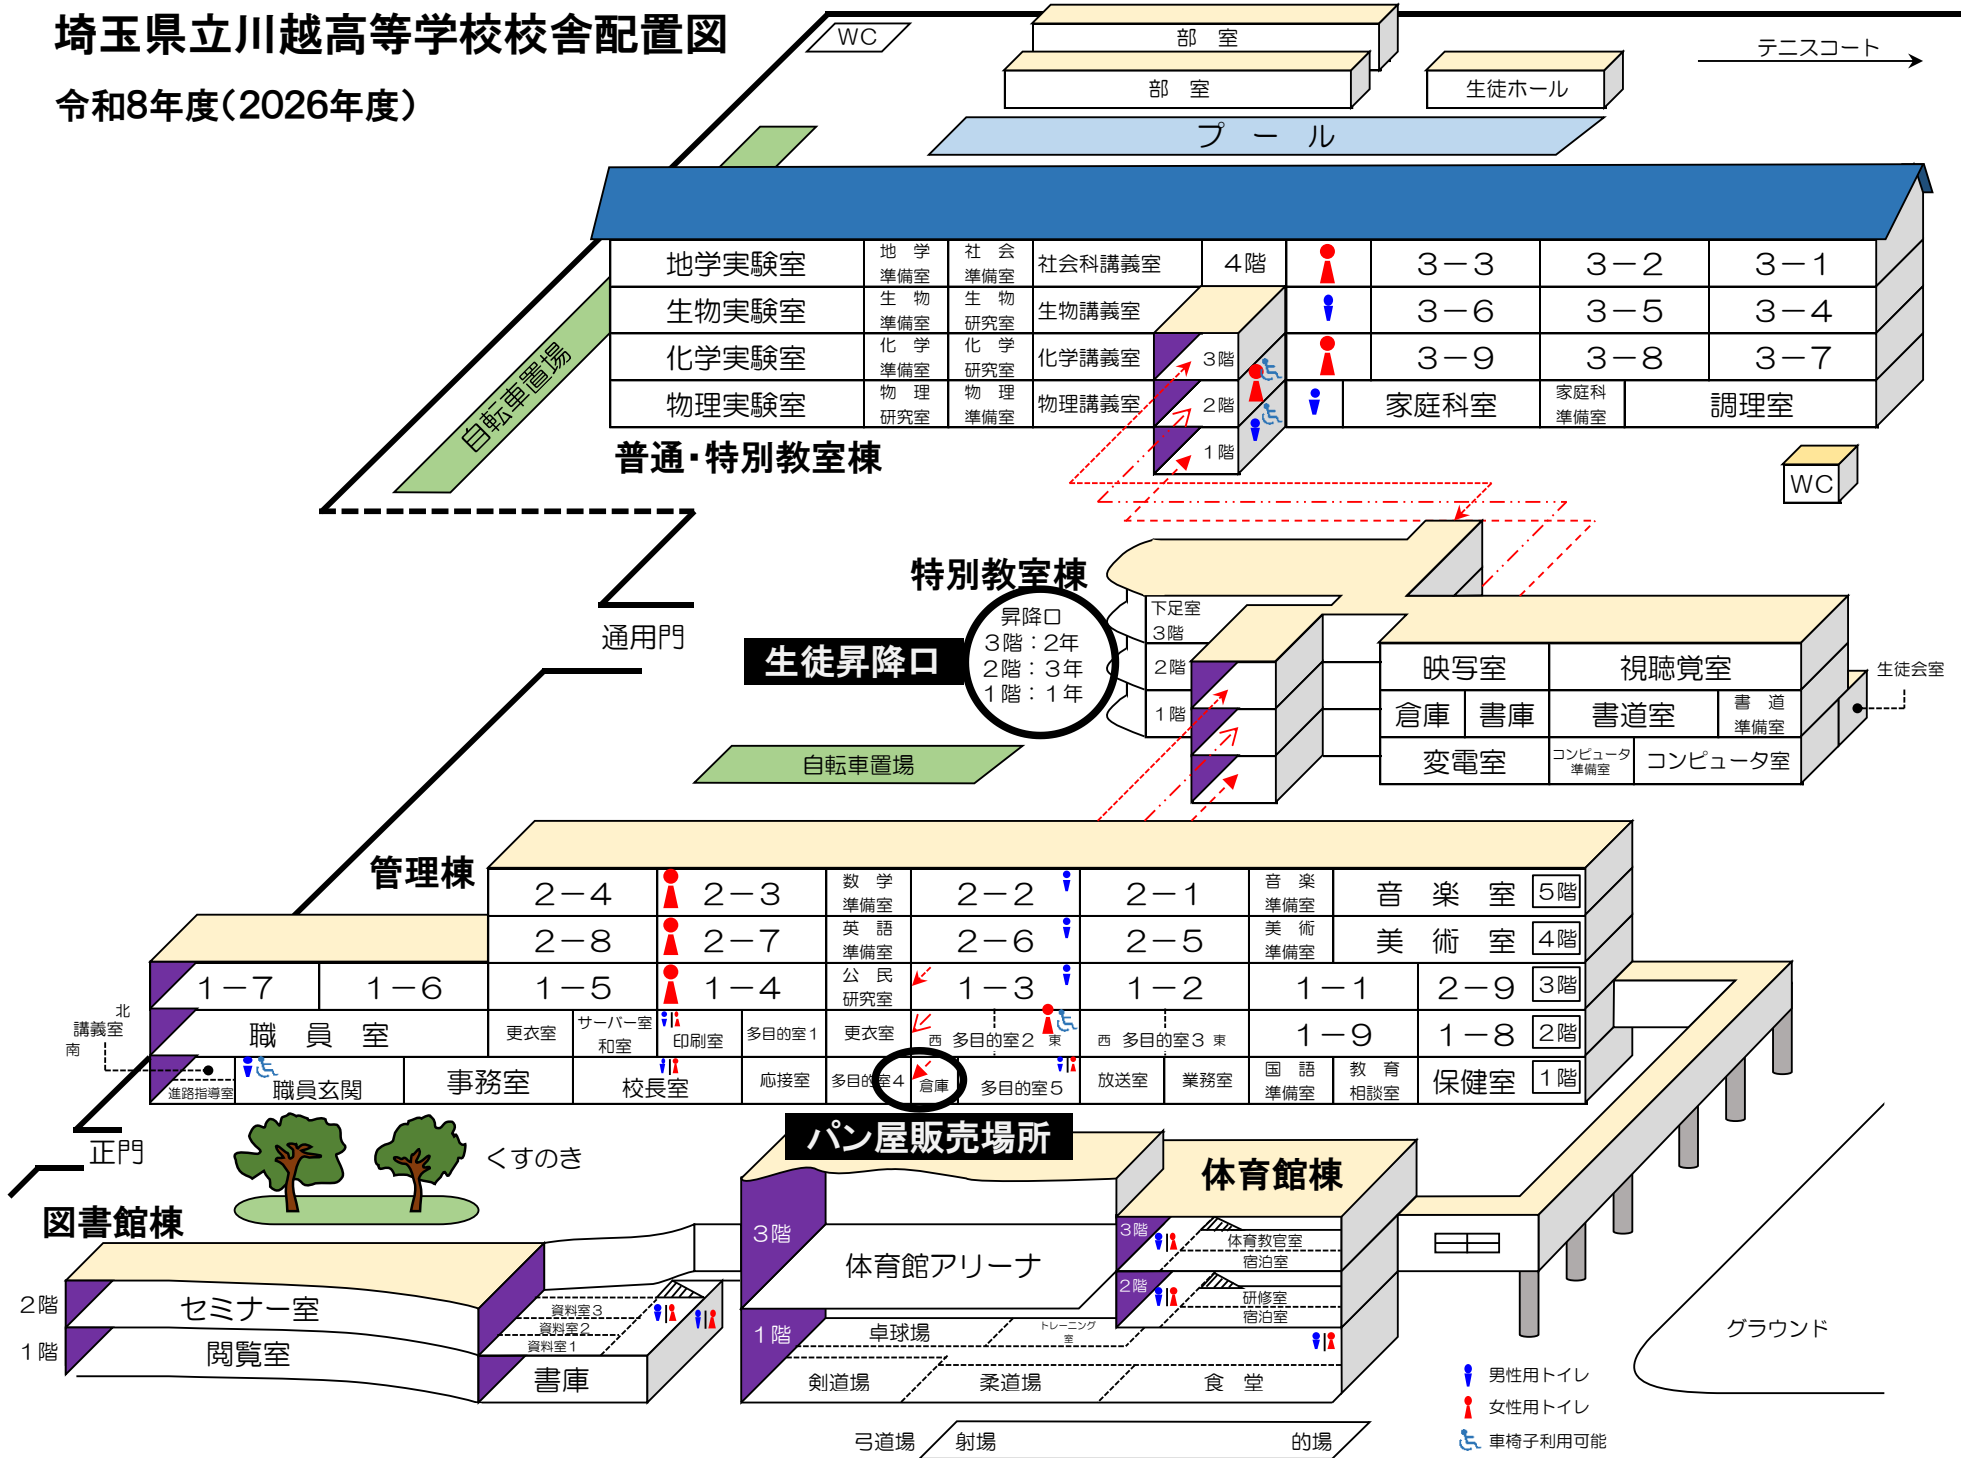 埼玉県立川越高等学校校舎配置図
令和8年度(2026年度)
WC
部 室
部 室
生徒ホール
テニスコート
プ ー ル
地学実験室 地 学 準備室 社 会 準備室 社会科講義室 4階 3－3 3－2 3－1
生物実験室 生 物 準備室 生 物 研究室 生物講義室 3－6 3－5 3－4
化学実験室 化 学 準備室 化 学 研究室 化学講義室 3階 3－9 3－8 3－7
物理実験室 物 理 研究室 物 理 準備室 物理講義室 2階 家庭科室 家庭科 準備室 調理室
1階
自転車置場
普通・特別教室棟
WC
通用門
特別教室棟
生徒昇降口
昇降口
3階：2年
2階：3年
1階：1年
下足室
3階
2階
1階
映写室 視聴覚室
倉庫 書庫 書道室 書 道 準備室
変電室 コンピュータ 準備室 コンピュータ室
生徒会室
自転車置場
管理棟
2－4 2－3 数 学 準備室 2－2 2－1 音 楽 準備室 音 楽 室 5階
2－8 2－7 英 語 準備室 2－6 2－5 美 術 準備室 美 術 室 4階
1－7 1－6 1－5 1－4 公 民 研究室 1－3 1－2 1－1 2－9 3階
職 員 室 更衣室 サーバー室 和室 印刷室 多目的室1 更衣室 西 多目的室2 東 西 多目的室3 東 1－9 1－8 2階
進路指導室 職員玄関 事務室 校長室 応接室 多目的室4 倉庫 多目的室5 放送室 業務室 国 語 準備室 教 育 相談室 保健室 1階
北
講義室
南
正門
くすのき
パン屋販売場所
図書館棟
2階 セミナー室
1階 閲覧室
資料室3
資料室2
資料室1
書庫
体育館棟
3階 体育館アリーナ
1階 卓球場 トレーニング 室
剣道場 柔道場 食 堂
3階 体育教官室
宿泊室
2階 研修室
宿泊室
グラウンド
弓道場 射場 的場
男性用トイレ
女性用トイレ
車椅子利用可能